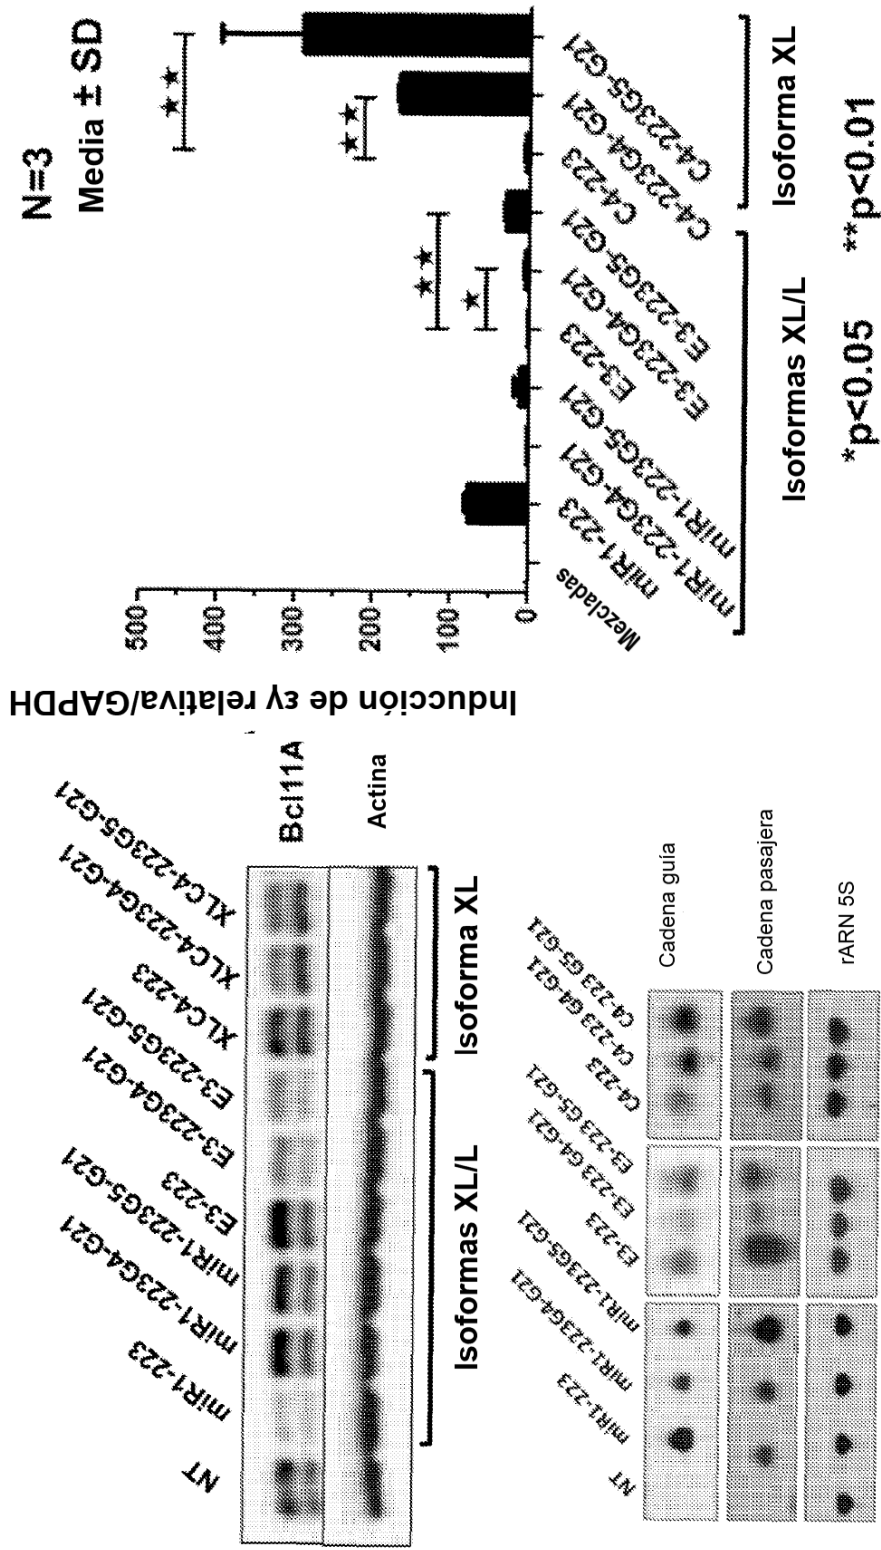 NT
miR1-223
miR1-223G4-G21
miR1-223G5-G21
E3-223
E3-223G4-G21
E3-223G5-G21
XLC4-223
XLC4-223G4-G21
XLC4-223G5-G21
Bcl11A
Actina
Isoformas XL/L
Isoforma XL
N=3
Media ± SD
Inducción de εγ relativa/GAPDH
500
400
300
200
100
0
Mezcladas
miR1-223
miR1-223G4-G21
miR1-223G5-G21
E3-223
E3-223G4-G21
E3-223G5-G21
C4-223
C4-223G4-G21
C4-223G5-G21
Isoformas XL/L
Isoforma XL
*p<0.05 **p<0.01
NT
miR1-223
miR1-223G4-G21
miR1-223G5-G21
E3-223
E3-223 G4-G21
E3-223 G5-G21
C4-223
C4-223 G4-G21
C4-223 G5-G21
Cadena guía
Cadena pasajera
rARN 5S